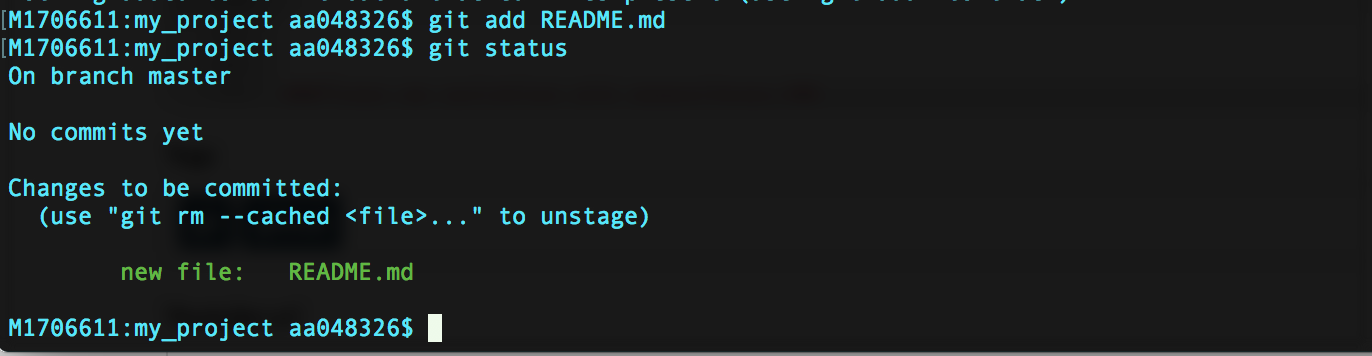 [M1706611:my_project aa048326$ git add README.md
[M1706611:my_project aa048326$ git status
On branch master
No commits yet
Changes to be committed:
(use "git rm --cached <file>..." to unstage)
new file: README.md
M1706611:my_project aa048326$